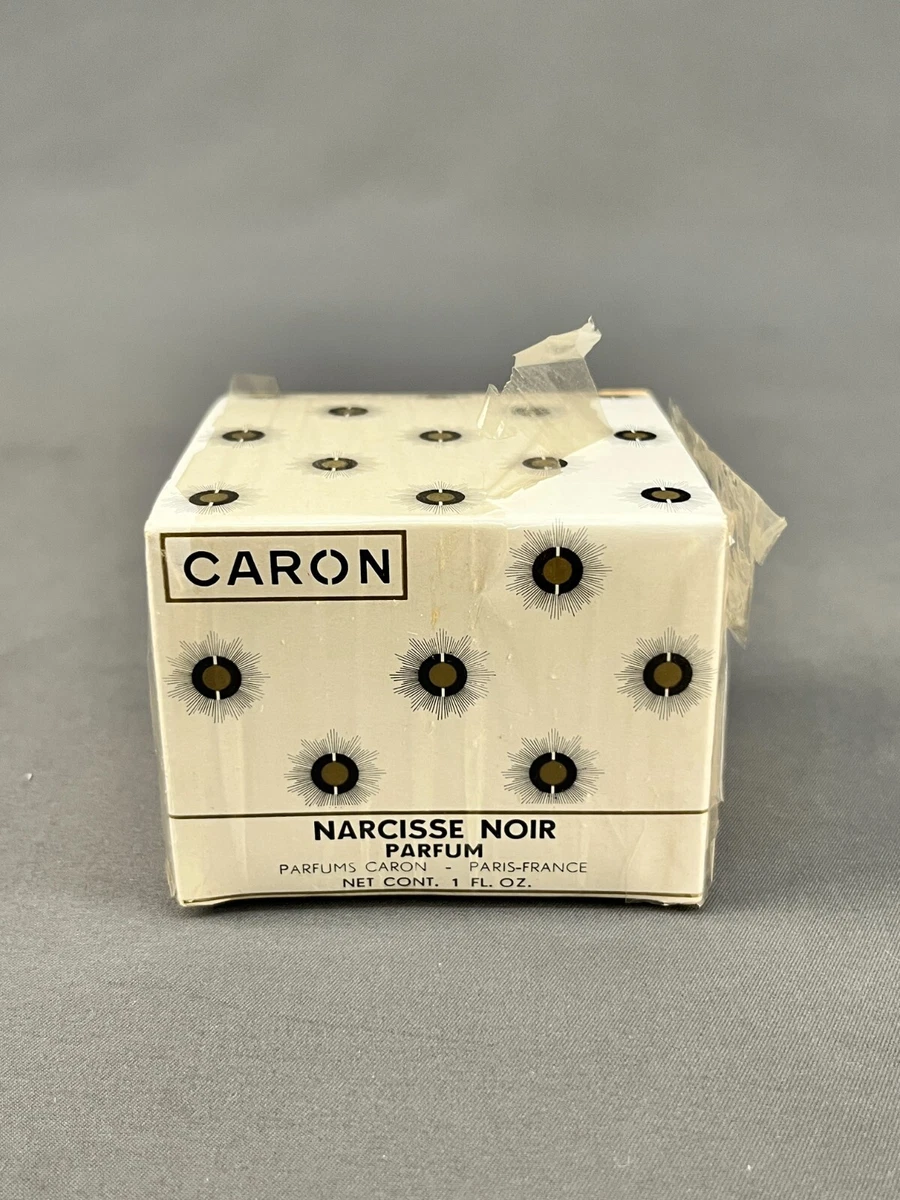 CARON
NARCISSE NOIR
PARFUM
PARFUMS CARON - PARIS-FRANCE
NET CONT. 1 FL. OZ.